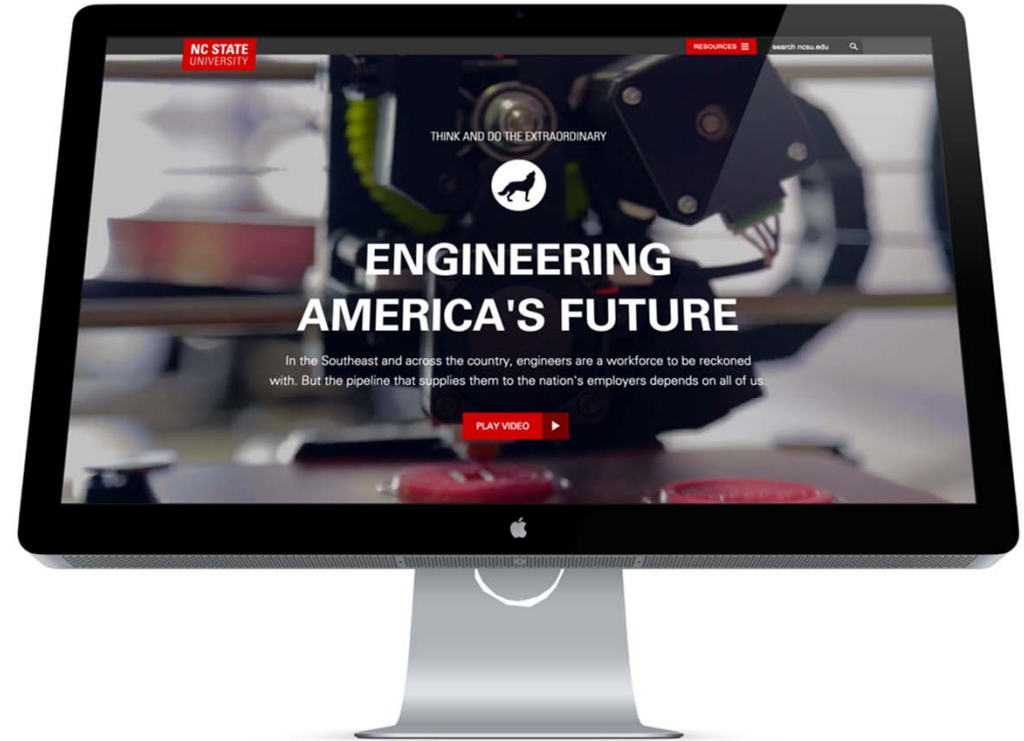 NC STATE
UNIVERSITY
RESOURCES
search ncsu.edu
THINK AND DO THE EXTRAORDINARY
ENGINEERING
AMERICA'S FUTURE
In the Southeast and across the country, engineers are a workforce to be reckoned
with. But the pipeline that supplies them to the nation's employers depends on all of us.
PLAY VIDEO